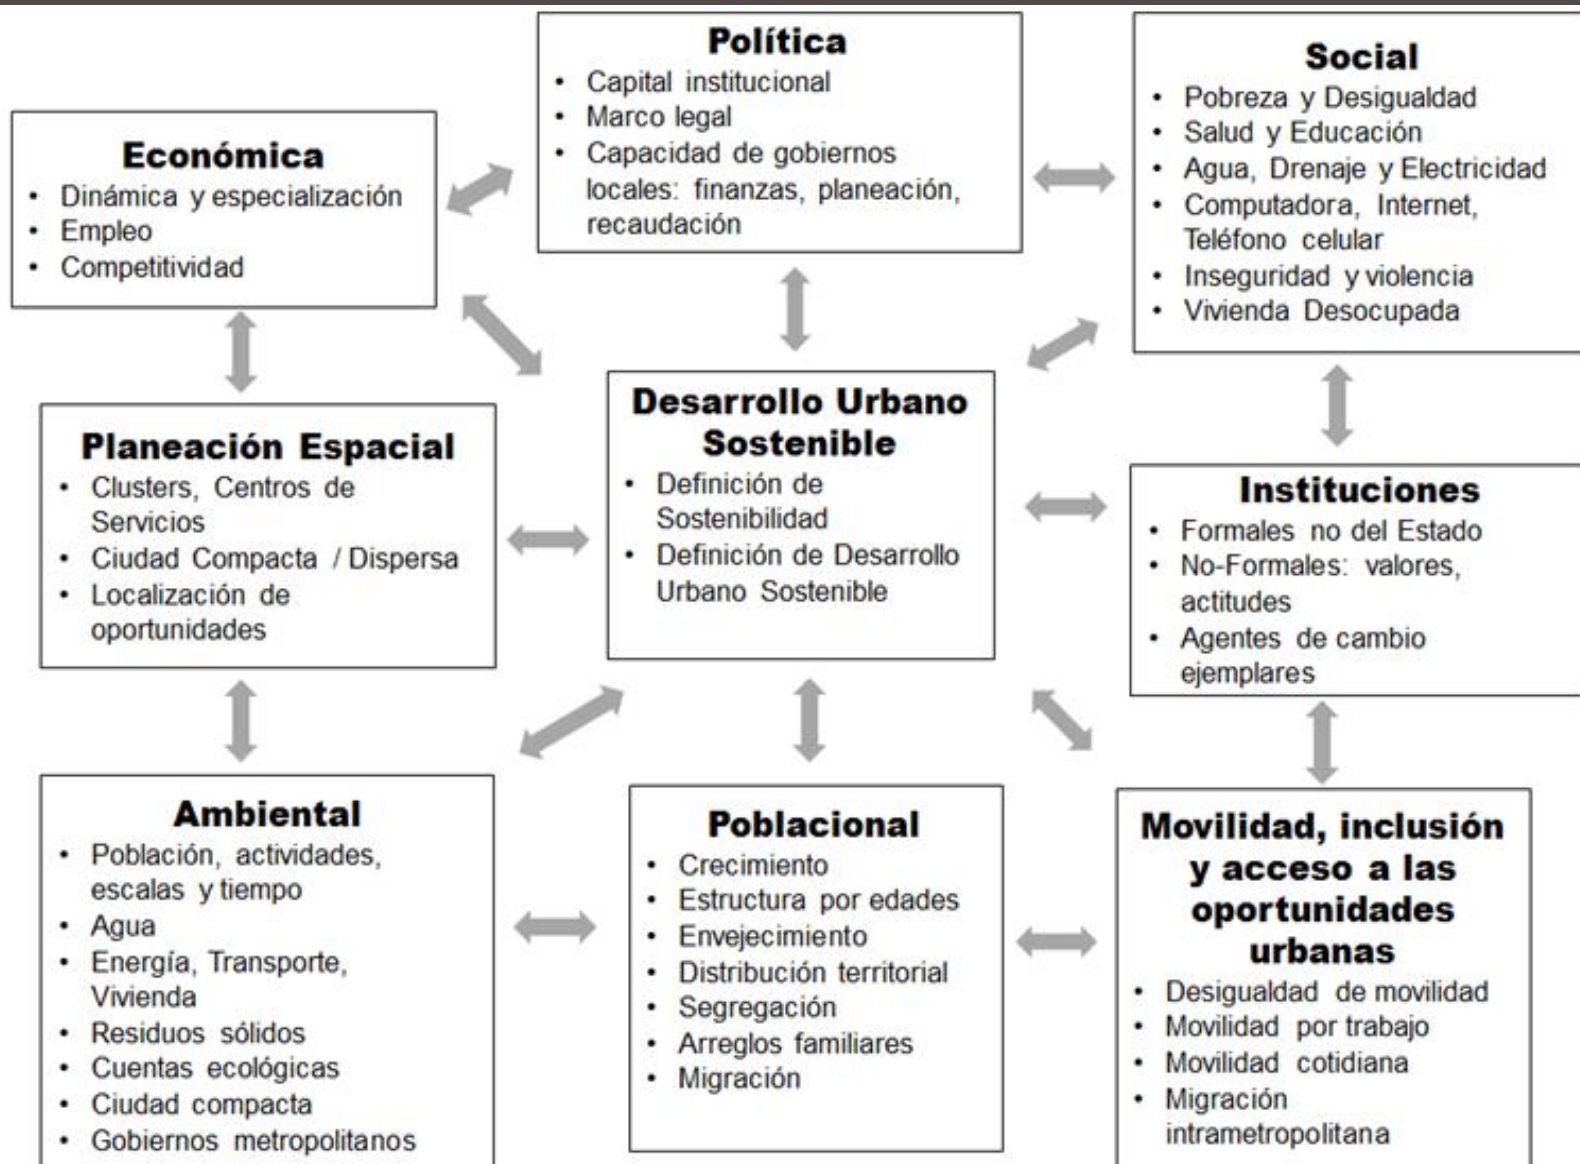 Política
• Capital institucional
• Marco legal
• Capacidad de gobiernos
locales: finanzas, planeación,
recaudación
Social
• Pobreza y Desigualdad
• Salud y Educación
• Agua, Drenaje y Electricidad
• Computadora, Internet,
Teléfono celular
• Inseguridad y violencia
• Vivienda Desocupada
Económica
• Dinámica y especialización
• Empleo
• Competitividad
Planeación Espacial
• Clusters, Centros de
Servicios
• Ciudad Compacta / Dispersa
• Localización de
oportunidades
Desarrollo Urbano
Sostenible
• Definición de
Sostenibilidad
• Definición de Desarrollo
Urbano Sostenible
Instituciones
• Formales no del Estado
• No-Formales: valores,
actitudes
• Agentes de cambio
ejemplares
Ambiental
• Población, actividades,
escalas y tiempo
• Agua
• Energía, Transporte,
Vivienda
• Residuos sólidos
• Cuentas ecológicas
• Ciudad compacta
• Gobiernos metropolitanos
Poblacional
• Crecimiento
• Estructura por edades
• Envejecimiento
• Distribución territorial
• Segregación
• Arreglos familiares
• Migración
Movilidad, inclusión
y acceso a las
oportunidades
urbanas
• Desigualdad de movilidad
• Movilidad por trabajo
• Movilidad cotidiana
• Migración
intrametropolitana